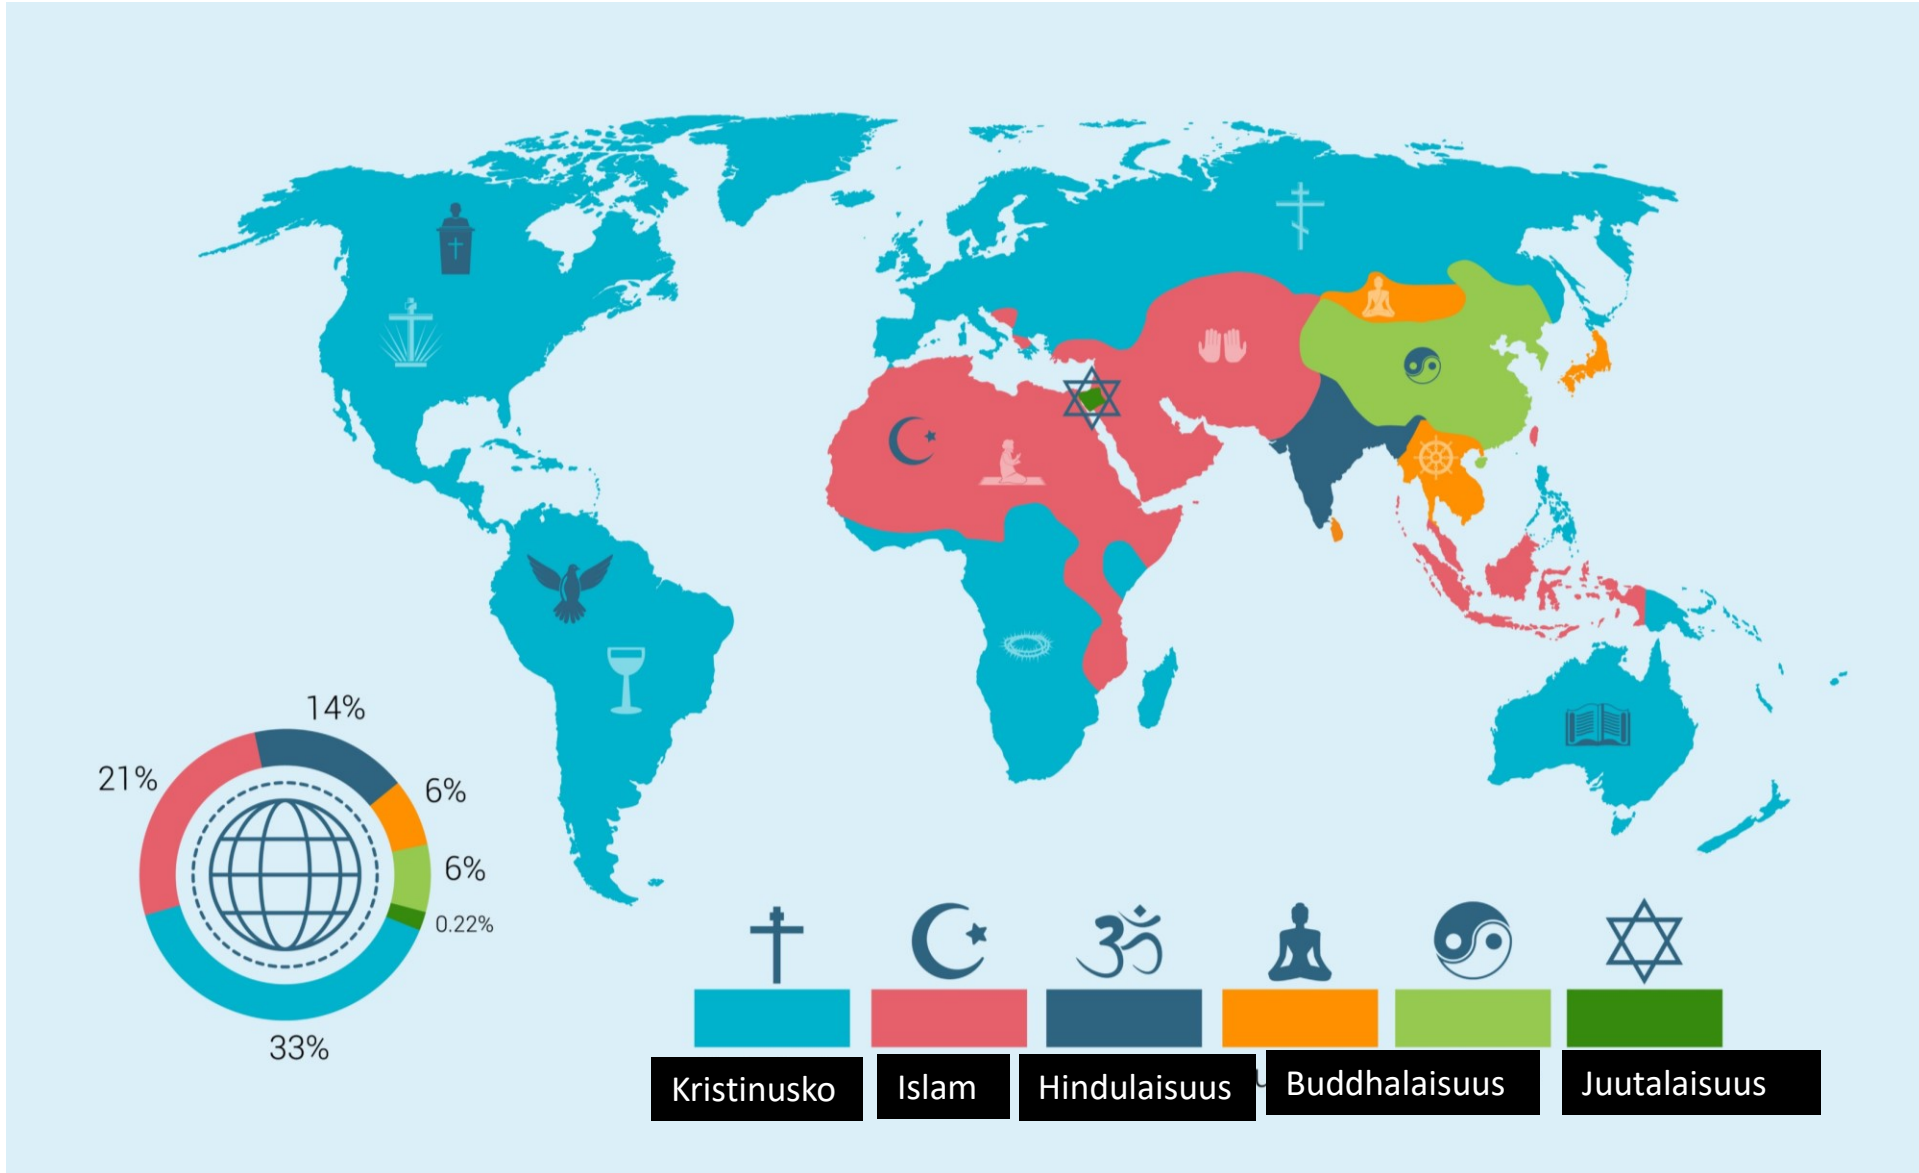 14%
21%
6%
6%
0.22%
33%
Kristinusko
Islam
Hindulaisuus
Buddhalaisuus
Juutalaisuus